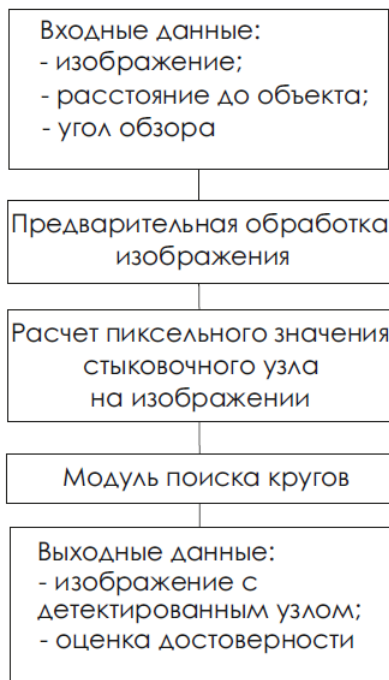 Входные данные:
- изображение;
- расстояние до объекта;
- угол обзора
Предварительная обработка
изображения
Расчет пиксельного значения
стыковочного узла
на изображении
Модуль поиска кругов
Выходные данные:
- изображение с
детектированным узлом;
- оценка достоверности